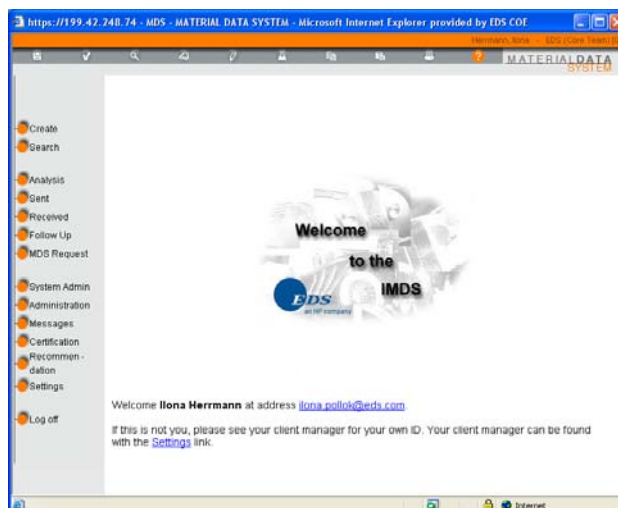 https://199.42.248.74 - MDS - MATERIAL DATA SYSTEM - Microsoft Internet Explorer provided by EDS COE
Herrmann, Ilona - EDS (Core Team)
MATERIALDATA
SYSTEM
Create
Search
Analysis
Sent
Received
Follow Up
MDS Request
System Admin
Administration
Messages
Certification
Recommen -
dation
Settings
Log off
Welcome
to the
IMDS
EDS
an HP company
Welcome Ilona Herrmann at address ilona.pollok@eds.com.
If this is not you, please see your client manager for your own ID. Your client manager can be found
with the Settings link.
Internet